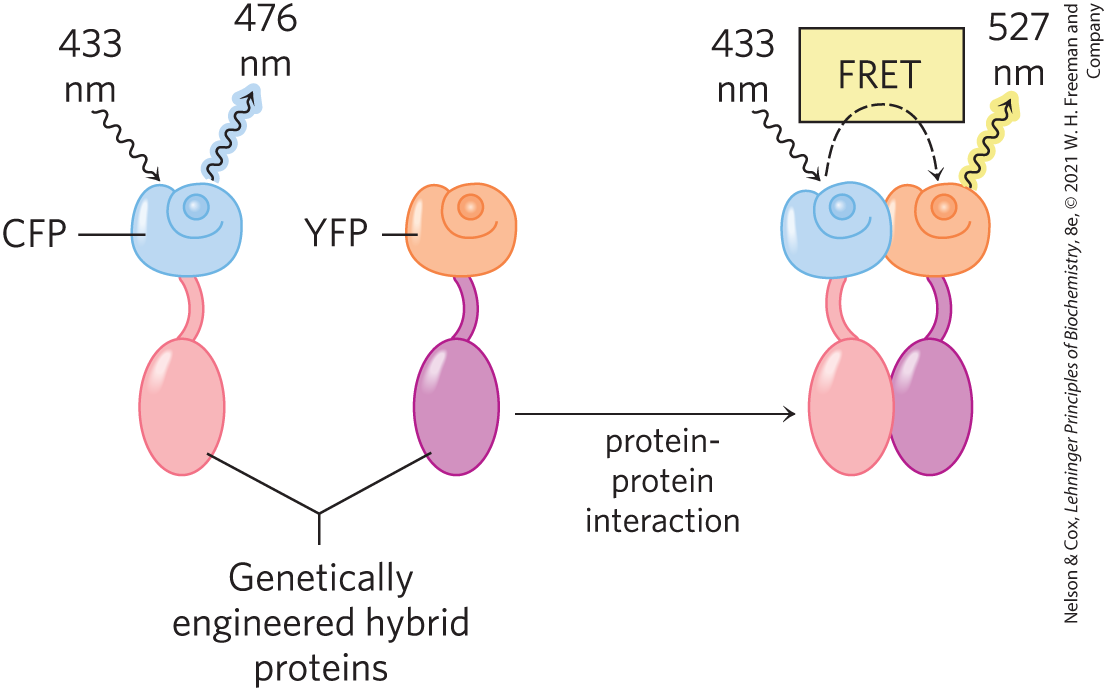 433
nm
476
nm
CFP
YFP
Genetically
engineered hybrid
proteins
protein-
protein
interaction
433
nm
FRET
527
nm
Nelson & Cox, Lehninger Principles of Biochemistry, 8e, © 2021 W. H. Freeman and
Company